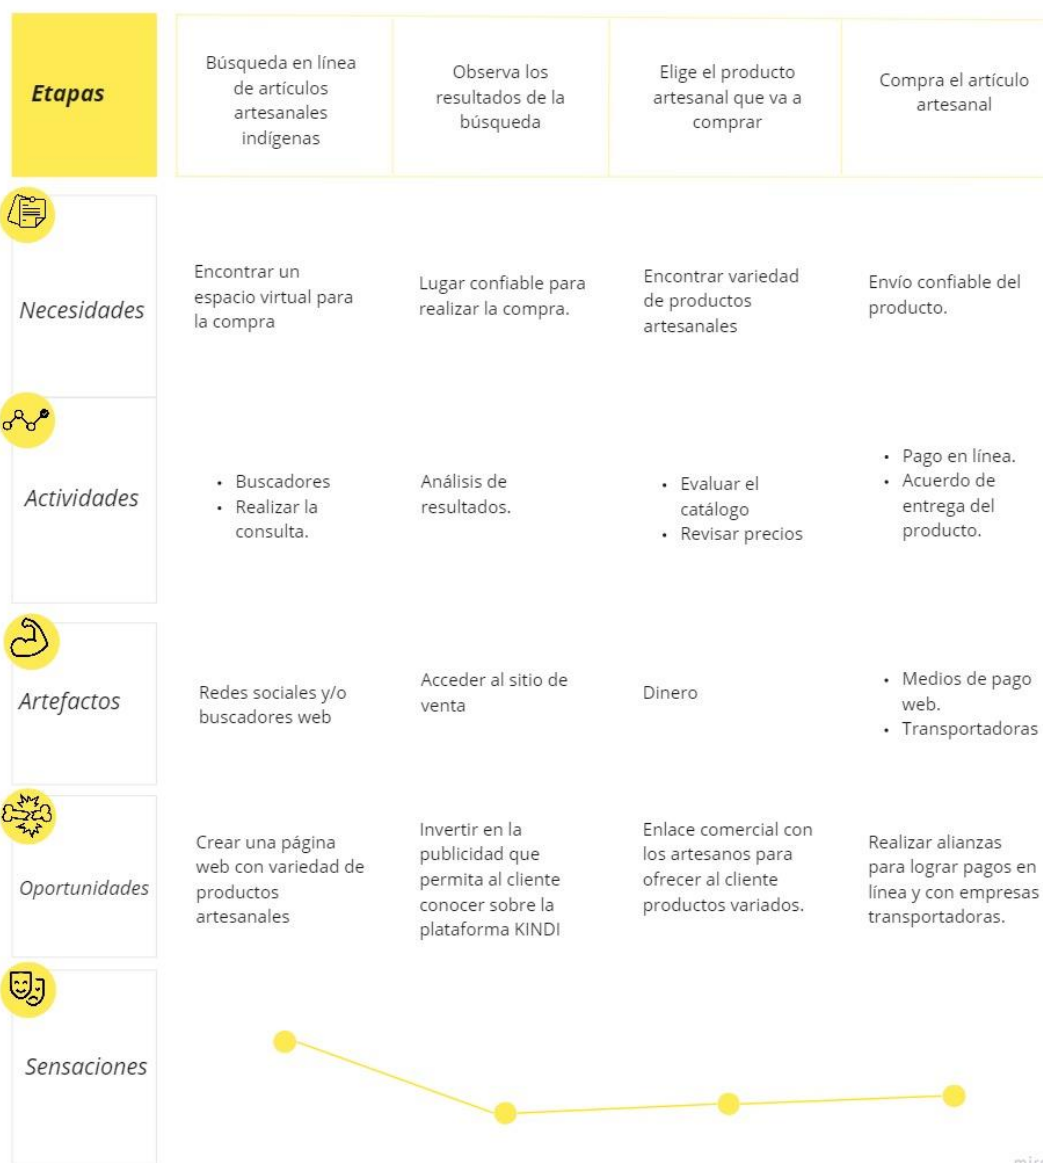 Etapas
Búsqueda en línea
de artículos
artesanales
indígenas
Observa los
resultados de la
búsqueda
Elige el producto
artesanal que va a
comprar
Compra el artículo
artesanal
Necesidades
Encontrar un
espacio virtual para
la compra
Lugar confiable para
realizar la compra.
Encontrar variedad
de productos
artesanales
Envío confiable del
producto.
Actividades
• Buscadores
• Realizar la
consulta.
Análisis de
resultados.
• Evaluar el
catálogo
• Revisar precios
• Pago en línea.
• Acuerdo de
entrega del
producto.
Artefactos
Redes sociales y/o
buscadores web
Acceder al sitio de
venta
Dinero
• Medios de pago
web.
• Transportadoras
Oportunidades
Crear una página
web con variedad de
productos
artesanales
Invertir en la
publicidad que
permita al cliente
conocer sobre la
plataforma KINDI
Enlace comercial con
los artesanos para
ofrecer al cliente
productos variados.
Realizar alianzas
para lograr pagos en
línea y con empresas
transportadoras.
Sensaciones